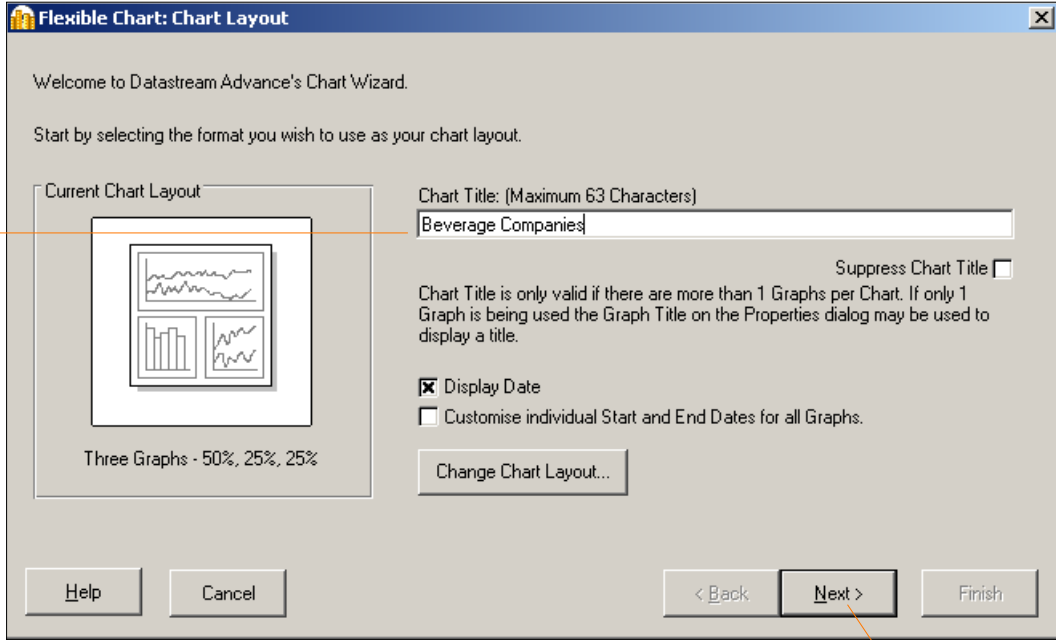 Flexible Chart: Chart Layout
Welcome to Datastream Advance's Chart Wizard.
Start by selecting the format you wish to use as your chart layout.
Current Chart Layout
Three Graphs - 50%, 25%, 25%
Chart Title: (Maximum 63 Characters)
Beverage Companies
Suppress Chart Title
Chart Title is only valid if there are more than 1 Graphs per Chart. If only 1
Graph is being used the Graph Title on the Properties dialog may be used to
display a title.
Display Date
Customise individual Start and End Dates for all Graphs.
Change Chart Layout...
Help
Cancel
< Back
Next >
Finish